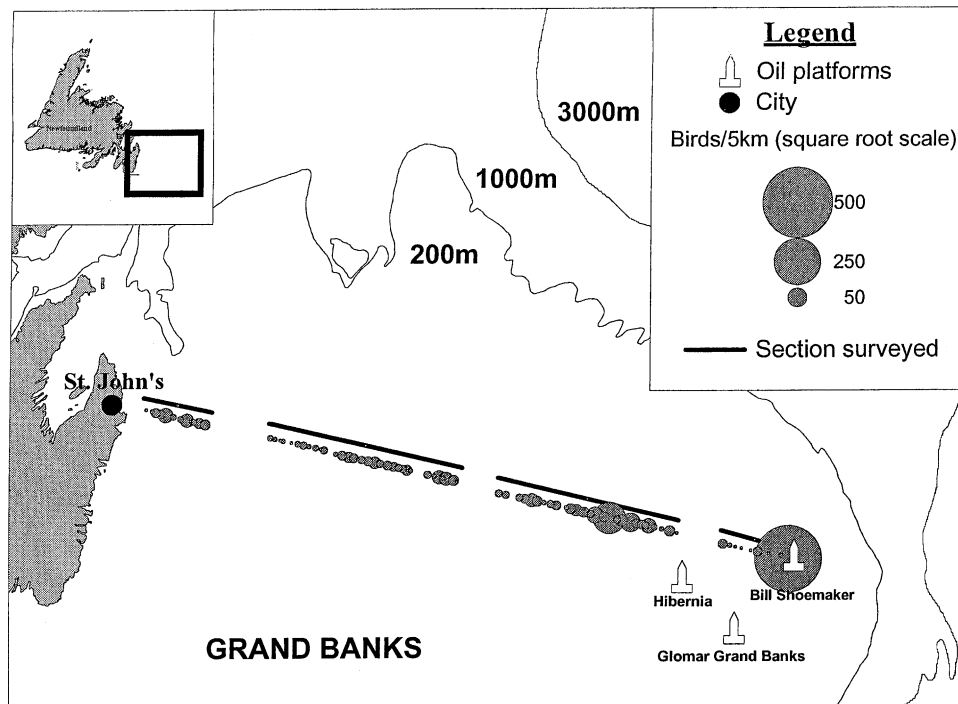 Newfoundland
3000m
1000m
200m
St. John's
Hibernia
Bill Shoemaker
Glomar Grand Banks
GRAND BANKS
Legend
Oil platforms
City
Birds/5km (square root scale)
500
250
50
Section surveyed